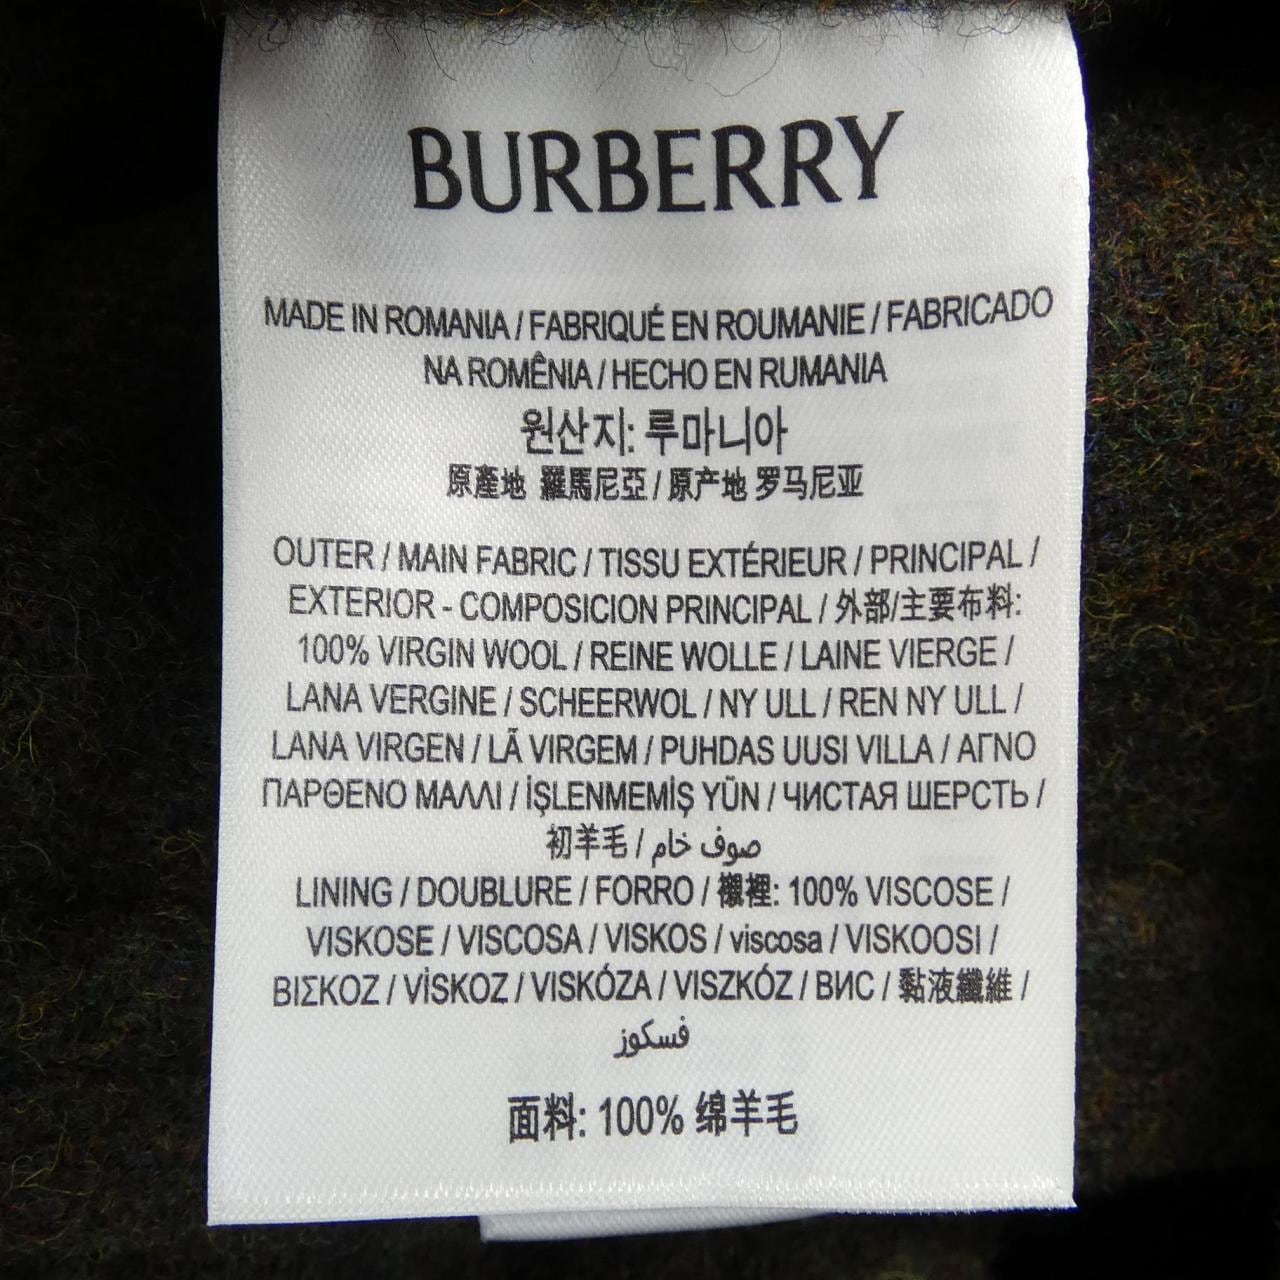 BURBERRY
MADE IN ROMANIA / FABRIQUÉ EN ROUMANIE / FABRICADO
NA ROMÊNIA / HECHO EN RUMANIA
원산지: 루마니아
原產地 羅馬尼亞 / 原产地 罗马尼亚
OUTER / MAIN FABRIC / TISSU EXTÉRIEUR / PRINCIPAL /
EXTERIOR - COMPOSICION PRINCIPAL / 外部/主要布料:
100% VIRGIN WOOL / REINE WOLLE / LAINE VIERGE /
LANA VERGINE / SCHEERWOL / NY ULL / REN NY ULL /
LANA VIRGEN / LÃ VIRGEM / PUHDAS UUSI VILLA / ΑΓΝΟ
ΠΑΡΘΕΝΟ ΜΑΛΛΙ / İŞLENMEMİŞ YÜN / ЧИСТАЯ ШЕРСТЬ /
初羊毛 / صوف خام
LINING / DOUBLURE / FORRO / 襯裡: 100% VISCOSE /
VISKOSE / VISCOSA / VISKOS / viscosa / VISKOOSI /
ΒΙΣΚΟΖ / VİSKOZ / VISKÓZA / VISZKÓZ / ВИС / 黏液纖維 /
فسكوز
面料: 100% 绵羊毛